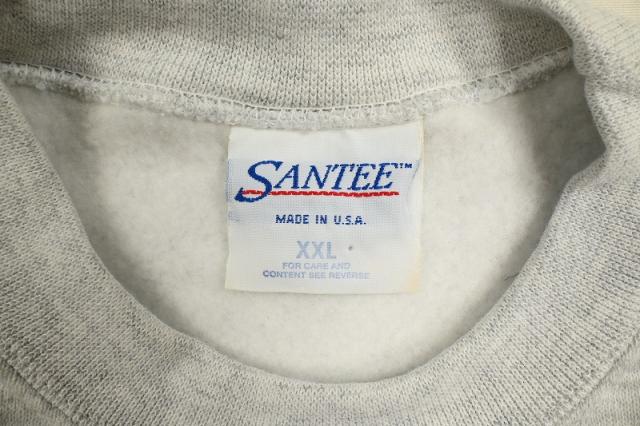 SANTEE™
MADE IN U.S.A.
XXL
FOR CARE AND
CONTENT SEE REVERSE